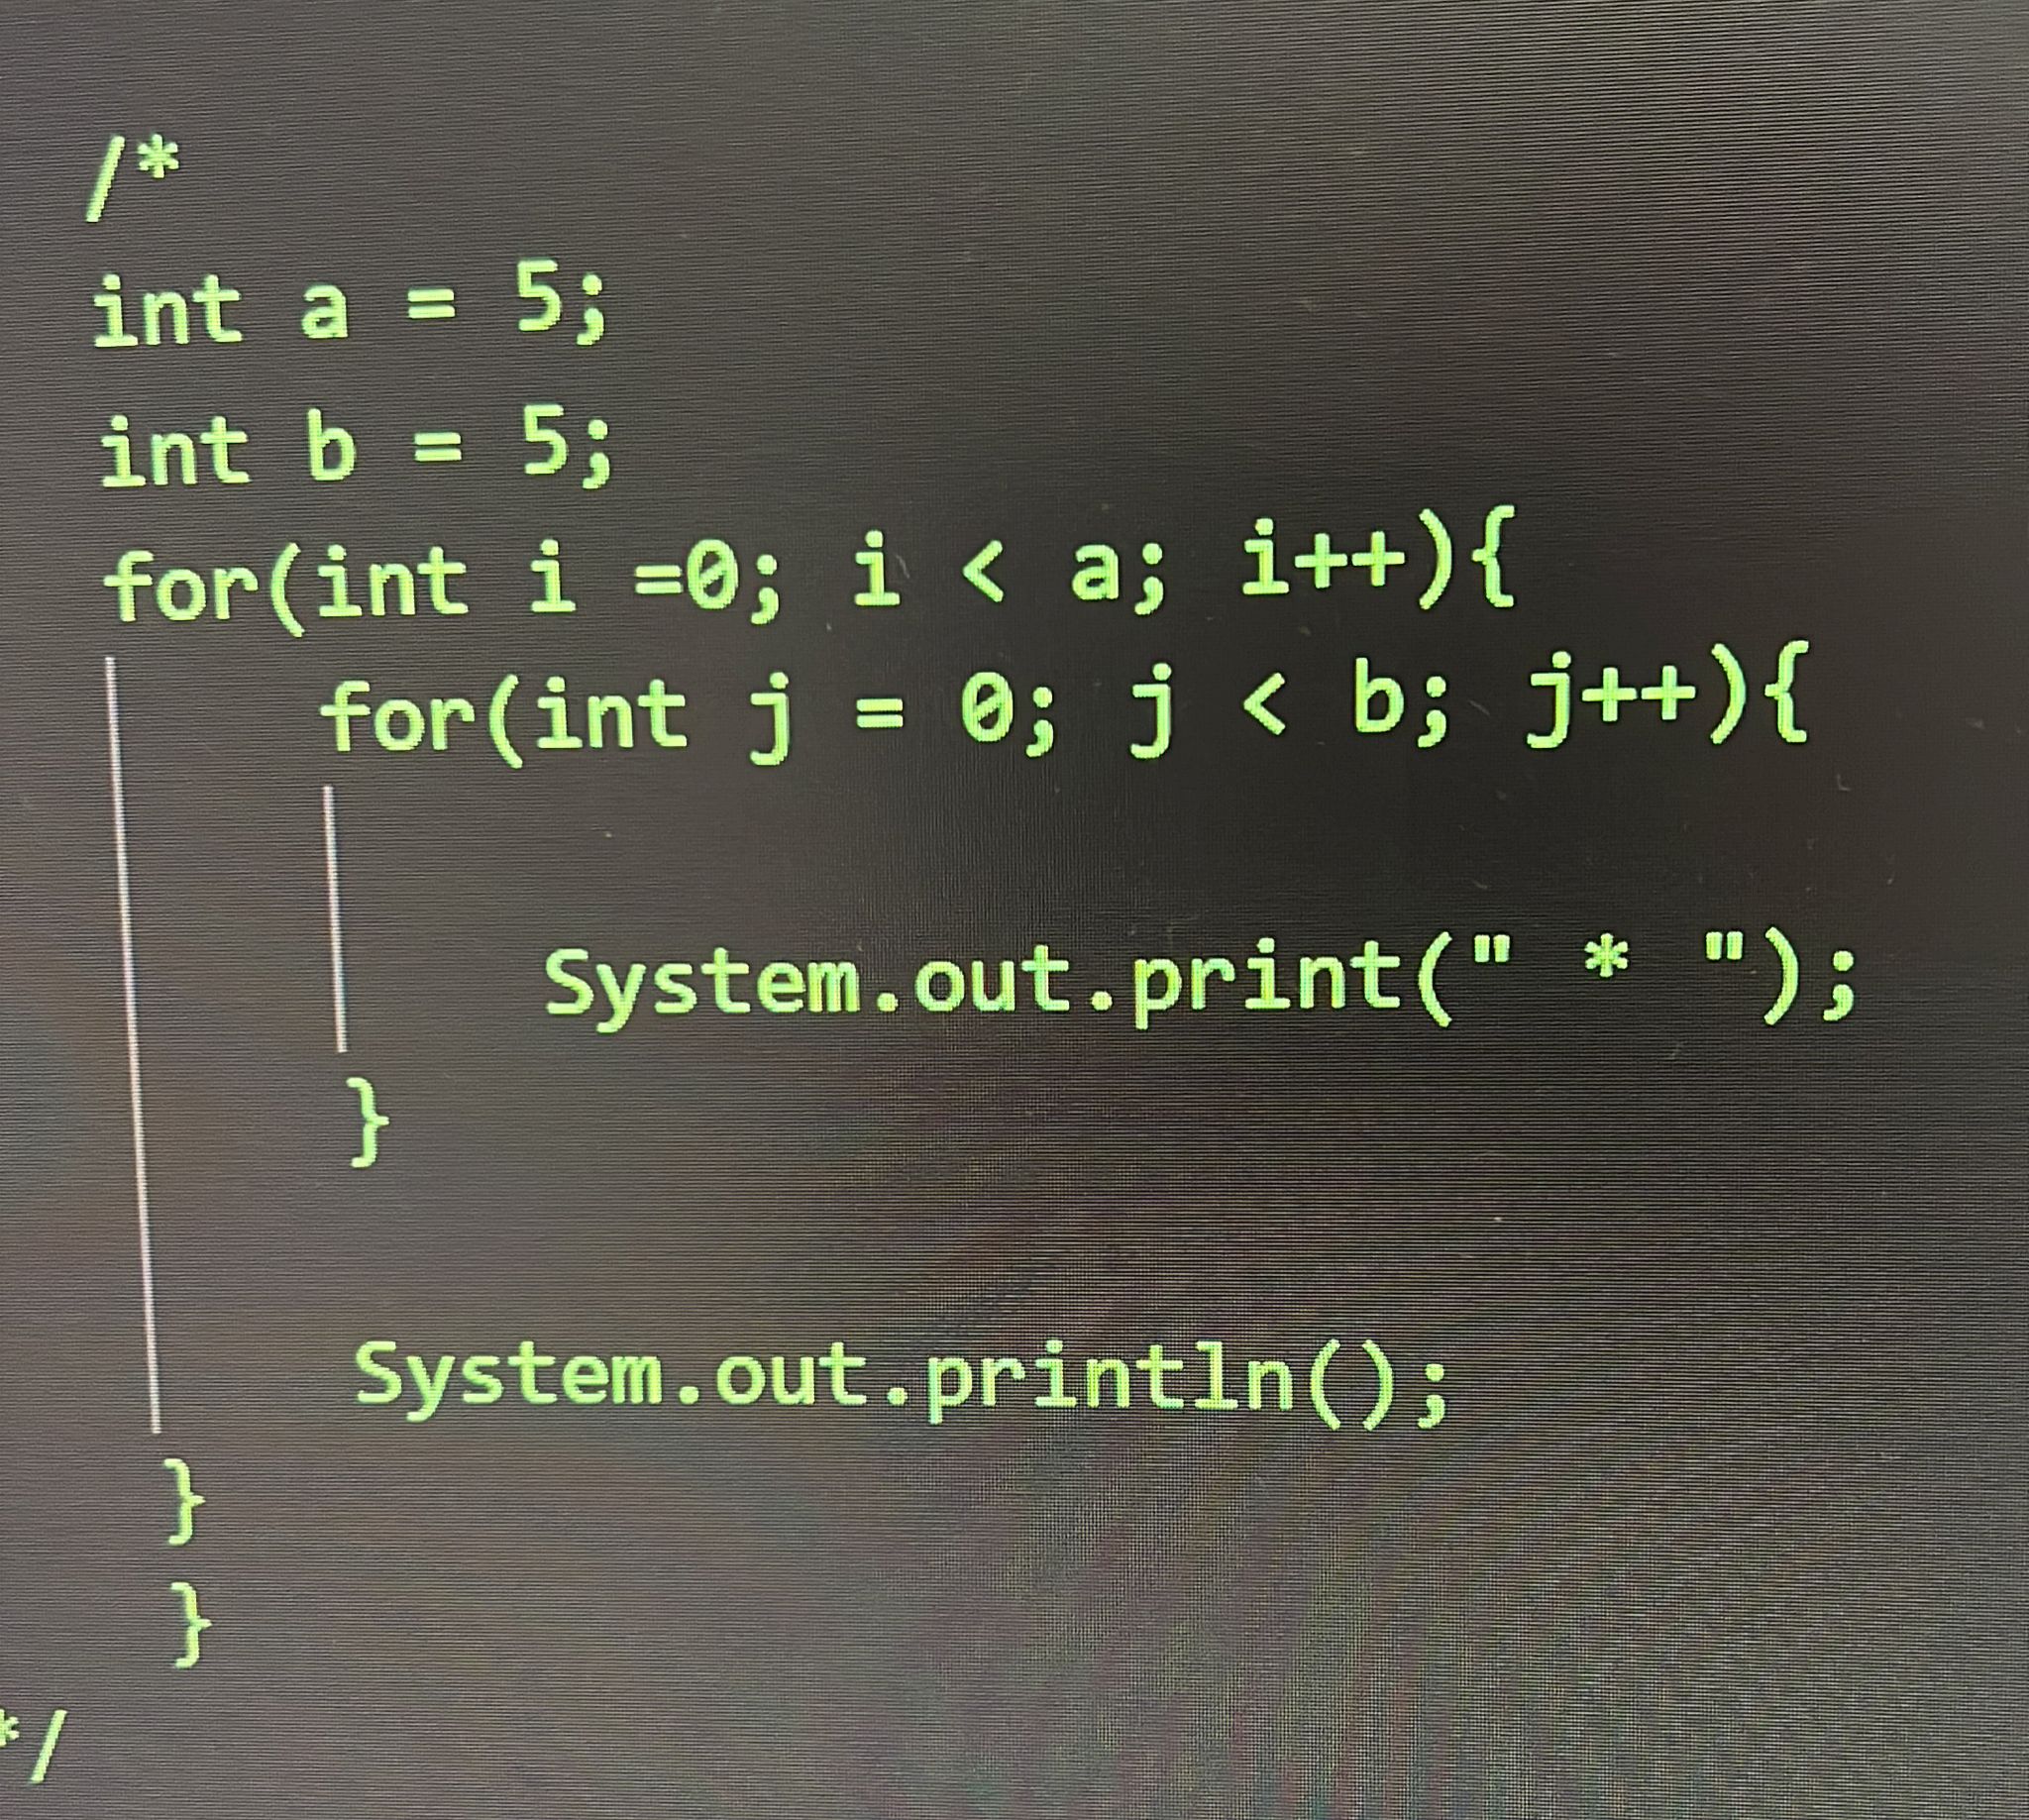 /*
int a = 5;
int b = 5;
for(int i =0; i < a; i++){
for(int j = 0; j < b; j++){
System.out.print(" * ");
}
System.out.println();
}
}
*/